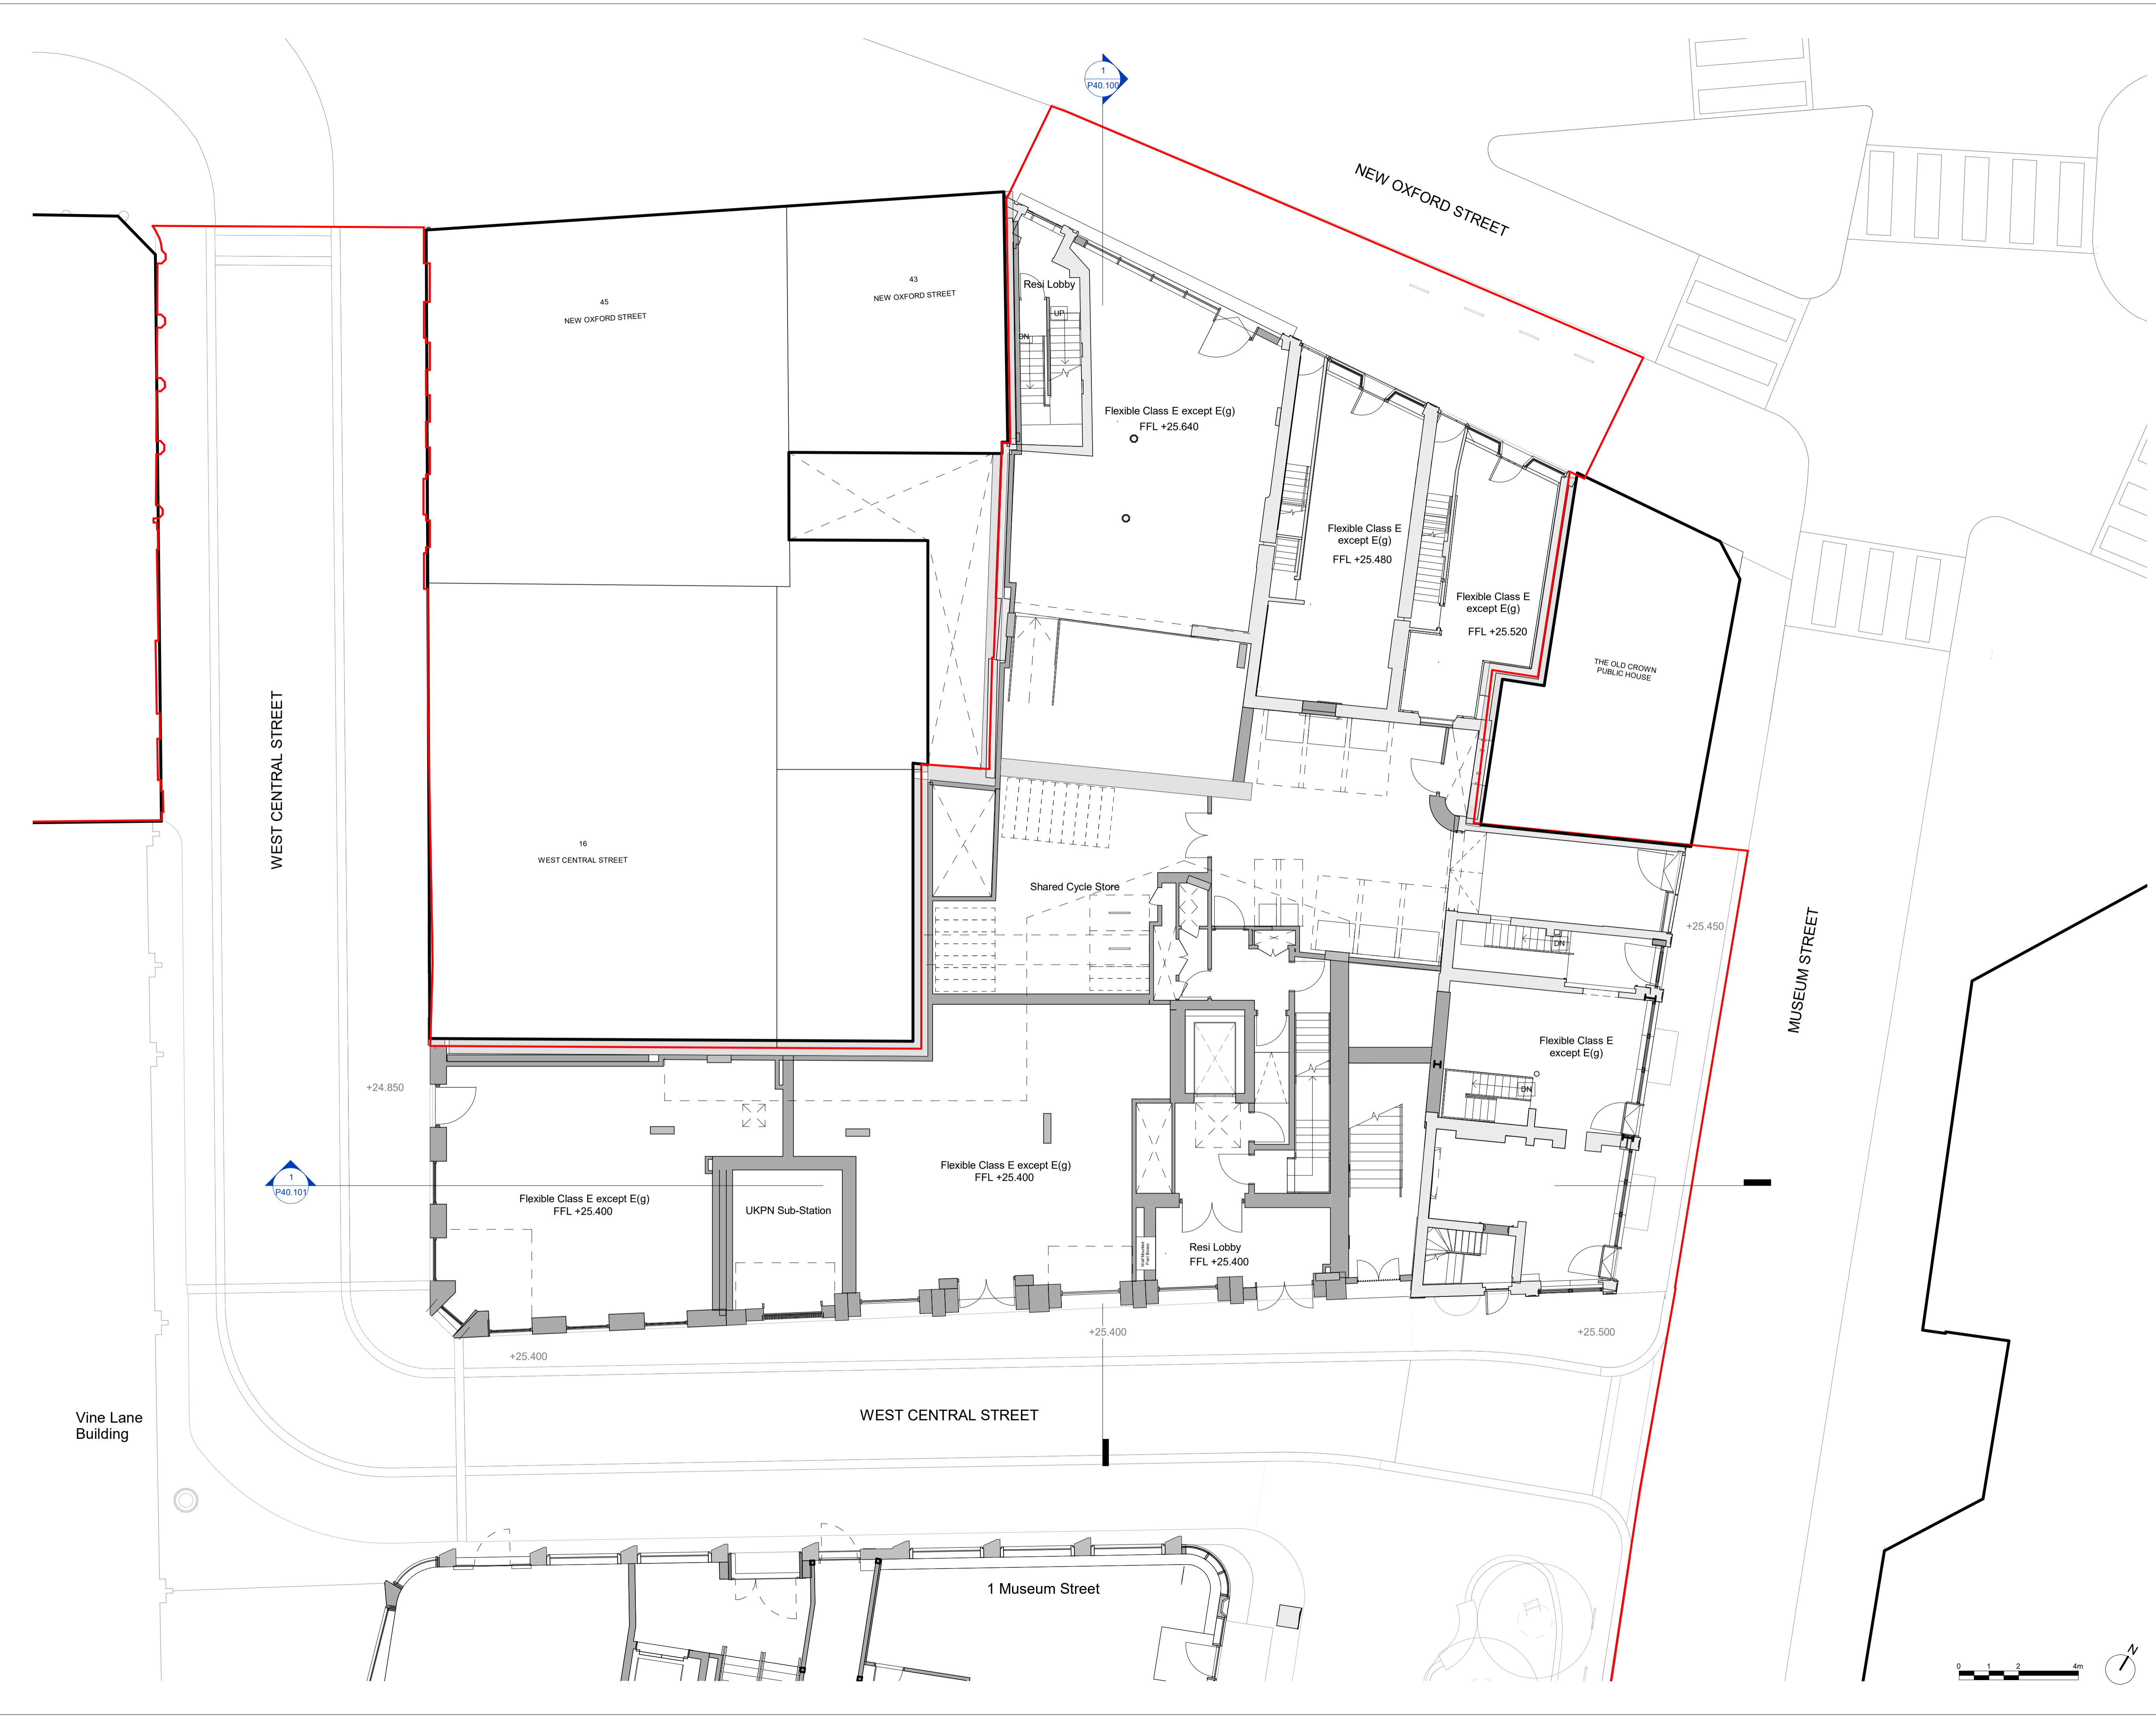 1
P40.100
NEW OXFORD STREET
45
NEW OXFORD STREET
43
NEW OXFORD STREET
Resi Lobby
UP
DN
Flexible Class E except E(g)
FFL +25.640
Flexible Class E
except E(g)
FFL +25.480
Flexible Class E
except E(g)
FFL +25.520
THE OLD CROWN
PUBLIC HOUSE
WEST CENTRAL STREET
16
WEST CENTRAL STREET
Shared Cycle Store
+25.450
MUSEUM STREET
DN
Flexible Class E
except E(g)
DN
+24.850
1
P40.101
Flexible Class E except E(g)
FFL +25.400
UKPN Sub-Station
Flexible Class E except E(g)
FFL +25.400
Wall Mounted
Post Boxes
Resi Lobby
FFL +25.400
+25.400
+25.400
+25.500
Vine Lane
Building
WEST CENTRAL STREET
1 Museum Street
0 1 2 4m
N